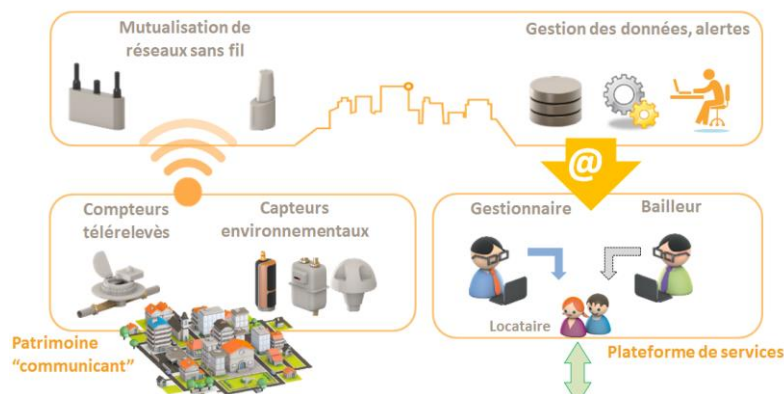 Mutualisation de
réseaux sans fil
Gestion des données, alertes
@
Compteurs
télérelevès
Capteurs
environnementaux
Gestionnaire
Bailleur
Locataire
Patrimoine
“communicant”
Plateforme de services